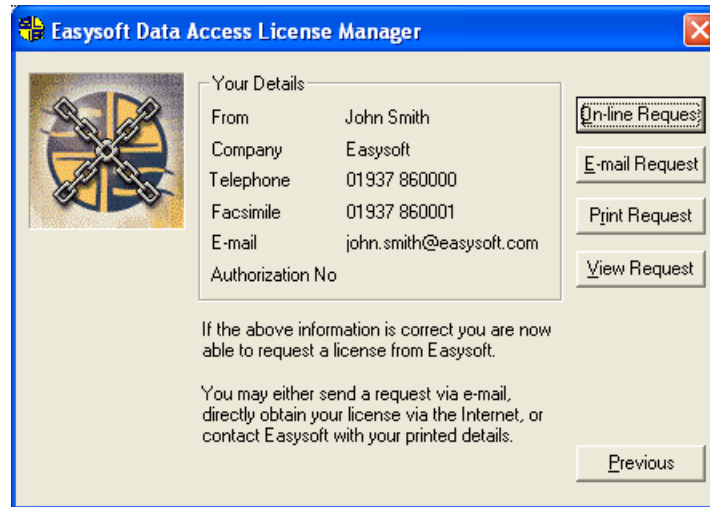 Easysoft Data Access License Manager
Your Details
From John Smith
Company Easysoft
Telephone 01937 860000
Facsimile 01937 860001
E-mail john.smith@easysoft.com
Authorization No
On-line Reques
E-mail Request
Print Request
View Request
If the above information is correct you are now
able to request a license from Easysoft.
You may either send a request via e-mail,
directly obtain your license via the Internet, or
contact Easysoft with your printed details.
Previous